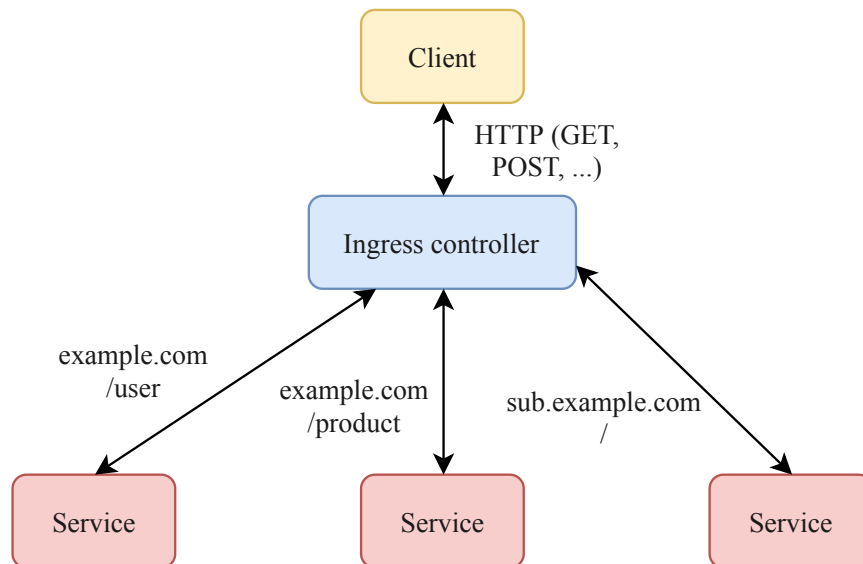 Client
HTTP (GET,
POST, ...)
Ingress controller
example.com
/user
example.com
/product
sub.example.com
/
Service
Service
Service